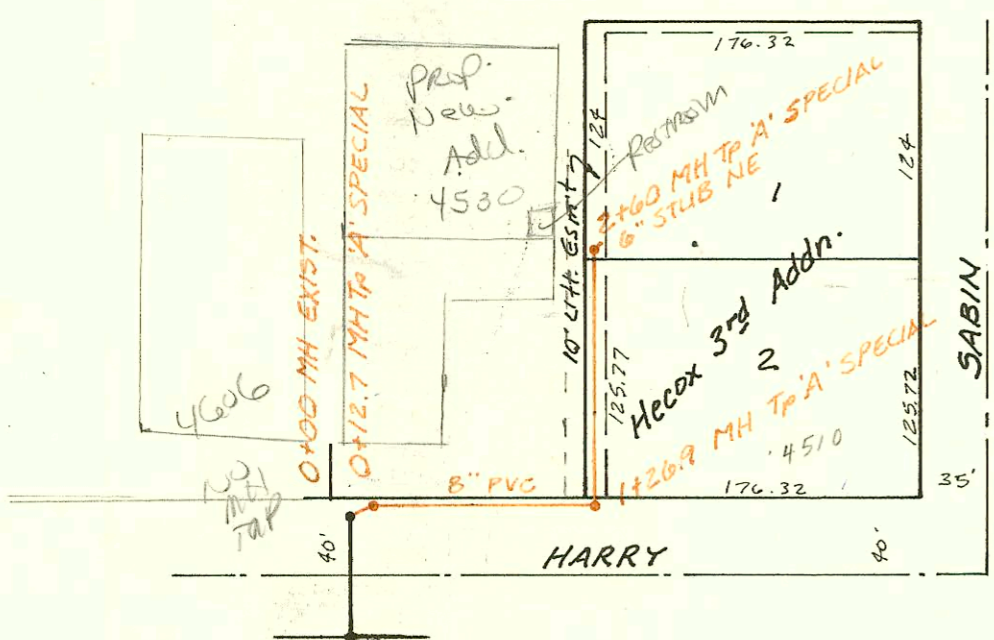 176.32
PROP.
New
Add.
4530
RESTROOM
124
124
2+60 MH Tp 'A' SPECIAL
6" STUB NE
1
10' Util. Esm't
0+00 MH EXIST.
0+12.7 MH Tp 'A' SPECIAL
Hecox 3rd Addn.
2
125.77
125.72
1+26.9 MH Tp 'A' SPECIAL
4510
176.32
SABIN
35'
4606
NO
MH
TAP
8" PVC
40'
HARRY
40'